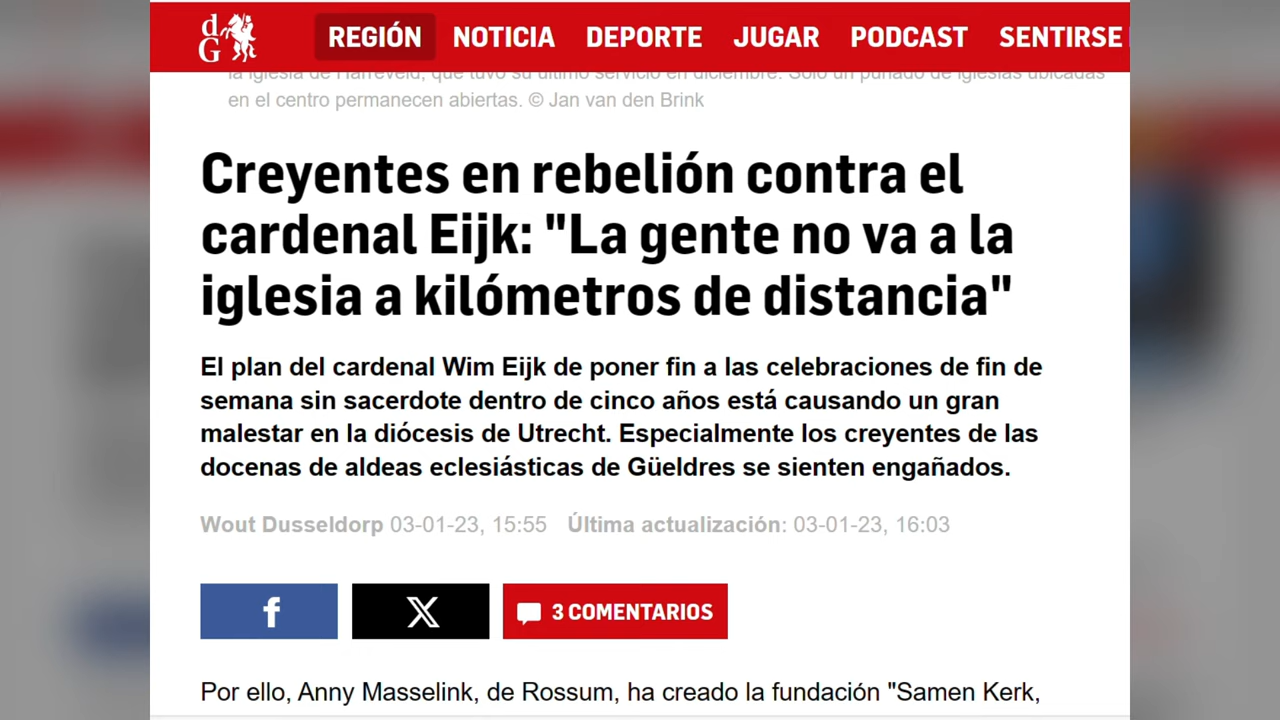 dG
REGIÓN NOTICIA DEPORTE JUGAR PODCAST SENTIRSE
la iglesia de Harreveld, que tuvo su último servicio en diciembre. Solo un puñado de iglesias ubicadas
en el centro permanecen abiertas. © Jan van den Brink
Creyentes en rebelión contra el
cardenal Eijk: "La gente no va a la
iglesia a kilómetros de distancia"
El plan del cardenal Wim Eijk de poner fin a las celebraciones de fin de
semana sin sacerdote dentro de cinco años está causando un gran
malestar en la diócesis de Utrecht. Especialmente los creyentes de las
docenas de aldeas eclesiásticas de Güeldres se sienten engañados.
Wout Dusseldorp 03-01-23, 15:55 Última actualización: 03-01-23, 16:03
f X 3 COMENTARIOS
Por ello, Anny Masselink, de Rossum, ha creado la fundación "Samen Kerk,